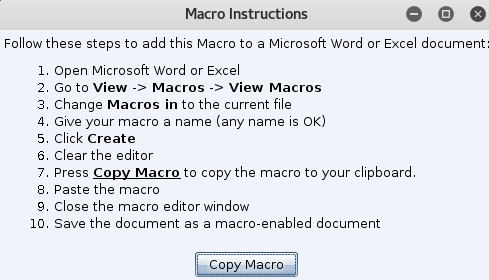 Macro Instructions
Follow these steps to add this Macro to a Microsoft Word or Excel document:
1. Open Microsoft Word or Excel
2. Go to View -> Macros -> View Macros
3. Change Macros in to the current file
4. Give your macro a name (any name is OK)
5. Click Create
6. Clear the editor
7. Press Copy Macro to copy the macro to your clipboard.
8. Paste the macro
9. Close the macro editor window
10. Save the document as a macro-enabled document
Copy Macro